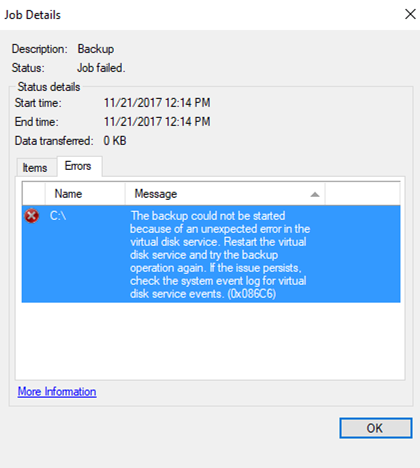 Job Details
Description: Backup
Status: Job failed.
Status details
Start time: 11/21/2017 12:14 PM
End time: 11/21/2017 12:14 PM
Data transferred: 0 KB
Items Errors
Name Message
C:\ The backup could not be started
because of an unexpected error in the
virtual disk service. Restart the virtual
disk service and try the backup
operation again. If the issue persists,
check the system event log for virtual
disk service events. (0x086C6)
More Information
OK